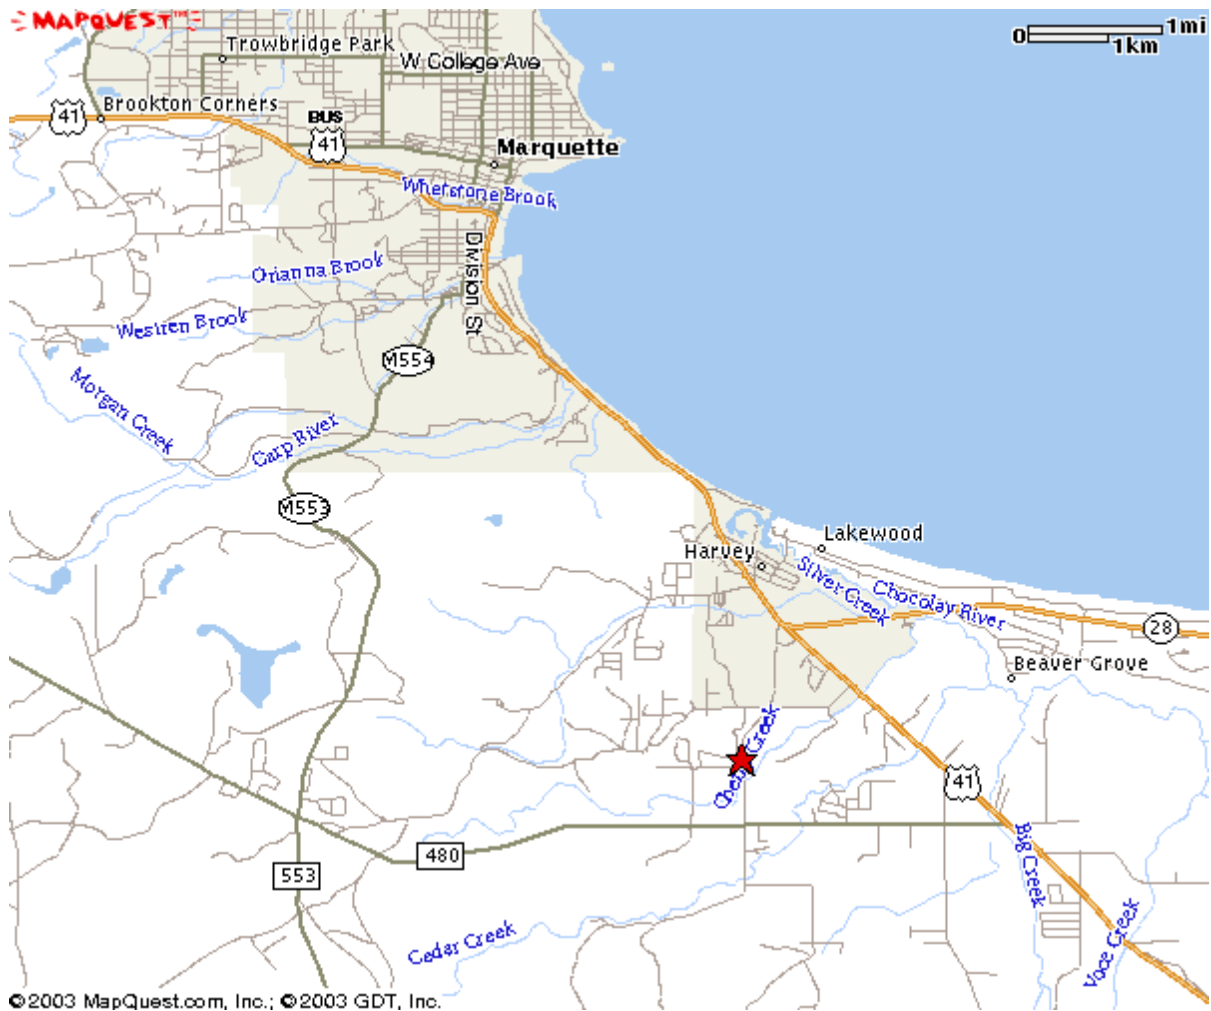 MAPQUEST™
0
1mi
1km
Trowbridge Park
W College Ave
41
Brookton Corners
BUS
41
Marquette
Whetstone Brook
Division St
Orianna Brook
Westren Brook
M554
Morgan Creek
Carp River
M553
Lakewood
Harvey
Silver Creek
Chocolay River
28
Beaver Grove
Creek
41
Big Creek
480
553
Cedar Creek
Voce Creek
©2003 MapQuest.com, Inc.; ©2003 GDT, Inc.